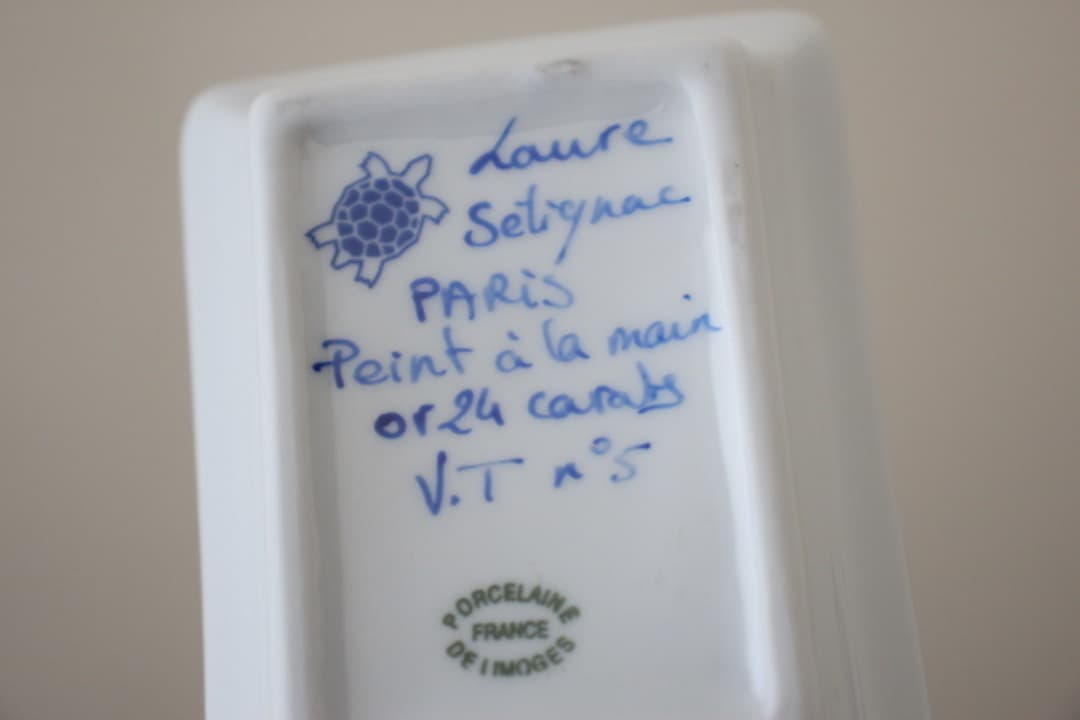 Laure
Selignac
PARiS
Peint à la main
or 24 carats
V.T n°5
PORCELAINE
FRANCE
DE LIMOGES